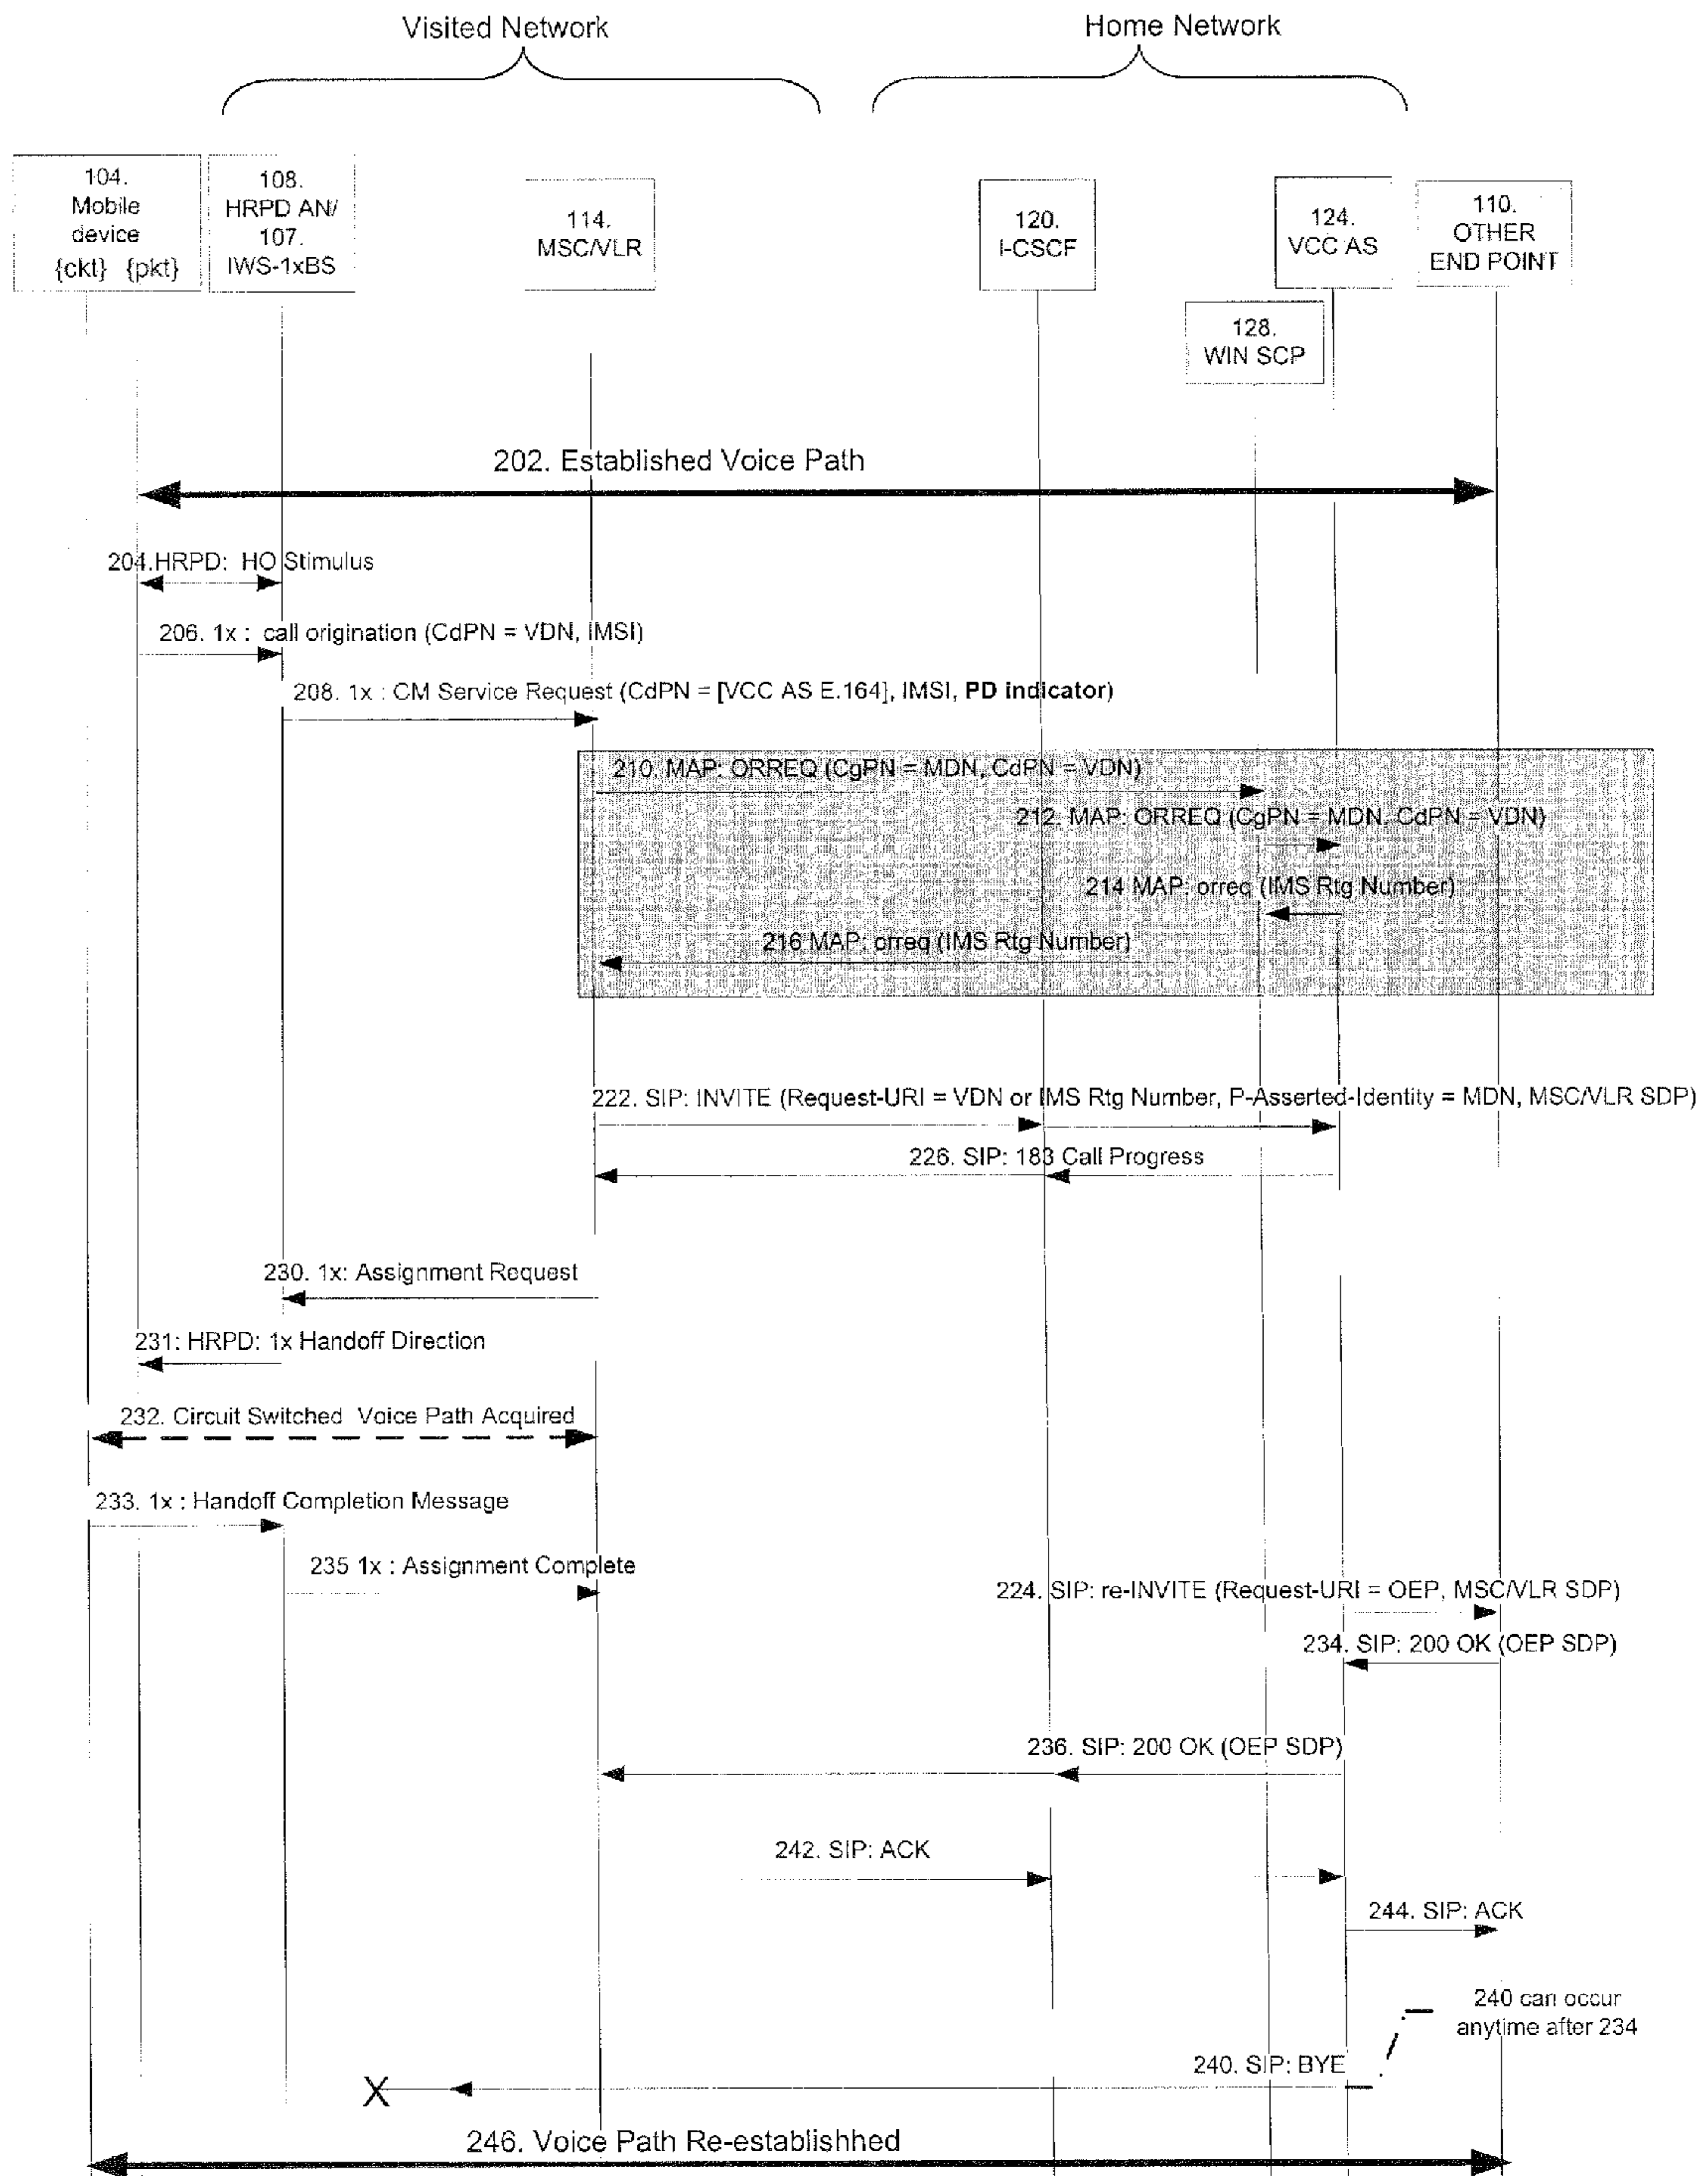 Visited Network
Home Network
104.
Mobile
device
{ckt} {pkt}
108.
HRPD AN/
107.
IWS-1xBS
114.
MSC/VLR
120.
I-CSCF
124.
VCC AS
110.
OTHER
END POINT
128.
WIN SCP
202. Established Voice Path
204.HRPD: HO Stimulus
206. 1x : call origination (CdPN = VDN, IMSI)
208. 1x : CM Service Request (CdPN = [VCC AS E.164], IMSI, PD indicator)
210. MAP: ORREQ (CgPN = MDN, CdPN = VDN)
212. MAP: ORREQ (CgPN = MDN, CdPN = VDN)
214 MAP: orreq (IMS Rtg Number)
216 MAP: orreq (IMS Rtg Number)
222. SIP: INVITE (Request-URI = VDN or IMS Rtg Number, P-Asserted-Identity = MDN, MSC/VLR SDP)
226. SIP: 183 Call Progress
230. 1x: Assignment Request
231: HRPD: 1x Handoff Direction
232. Circuit Switched Voice Path Acquired
233. 1x : Handoff Completion Message
235 1x : Assignment Complete
224. SIP: re-INVITE (Request-URI = OEP, MSC/VLR SDP)
234. SIP: 200 OK (OEP SDP)
236. SIP: 200 OK (OEP SDP)
242. SIP: ACK
244. SIP: ACK
240 can occur
anytime after 234
240. SIP: BYE
X
246. Voice Path Re-establishhed